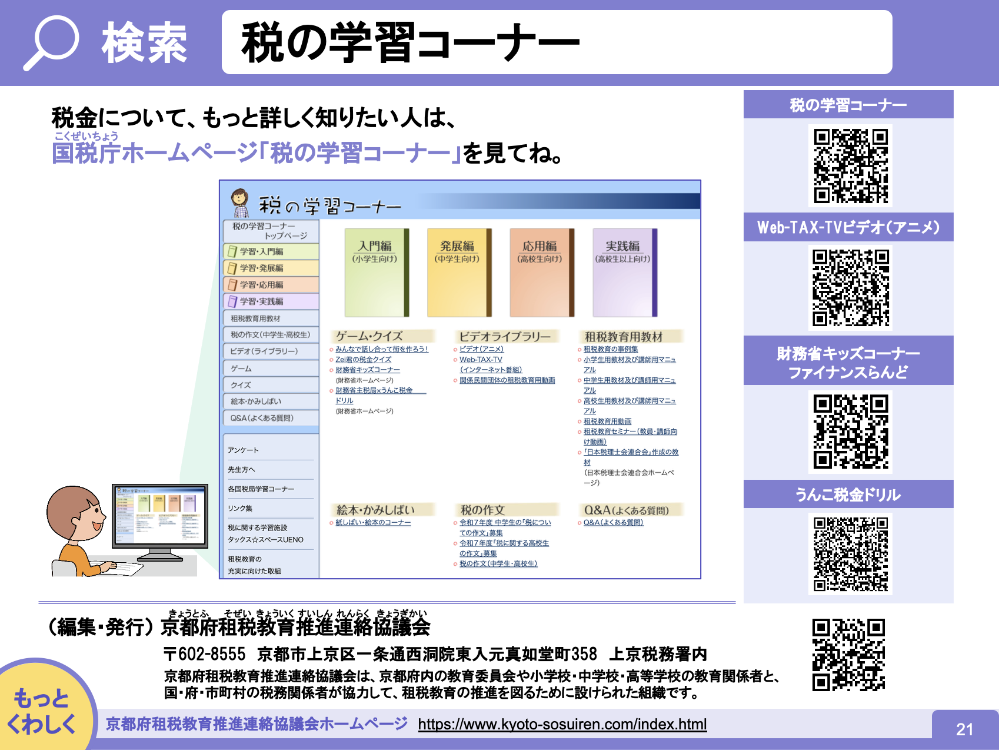 検索
税の学習コーナー
税金について、もっと詳しく知りたい人は、
こくぜいちょう
国税庁ホームページ「税の学習コーナー」を見てね。
税の学習コーナー
税の学習コーナー
トップページ
学習・入門編
学習・発展編
学習・応用編
学習・実践編
租税教育用教材
税の作文（中学生・高校生）
ビデオ（ライブラリー）
ゲーム
クイズ
絵本・かみしばい
Q&A（よくある質問）
アンケート
先生方へ
各国税局学習コーナー
リンク集
税に関する学習施設
タックス☆スペースUENO
租税教育の
充実に向けた取組
入門編
（小学生向け）
発展編
（中学生向け）
応用編
（高校生向け）
実践編
（高校生以上向け）
ゲーム・クイズ
みんなで話し合って街を作ろう！
Zei君の税金クイズ
財務省キッズコーナー
（財務省ホームページ）
財務省主税局×うんこ税金
ドリル
（財務省ホームページ）
ビデオライブラリー
ビデオ（アニメ）
Web-TAX-TV
（インターネット番組）
関係民間団体の租税教育用動画
租税教育用教材
租税教育の事例集
小学生用教材及び講師用マニュ
アル
中学生用教材及び講師用マニュ
アル
高校生用教材及び講師用マニュ
アル
租税教育用動画
租税教育セミナー（教員・講師向
け動画）
「日本税理士会連合会」作成の教
材
（日本税理士会連合会ホームペ
ージ）
絵本・かみしばい
紙しばい・絵本のコーナー
税の作文
令和7年度 中学生の「税につい
ての作文」募集
令和7年度「税に関する高校生
の作文」募集
税の作文（中学生・高校生）
Q&A（よくある質問）
Q&A（よくある質問）
税の学習コーナー
Web-TAX-TVビデオ（アニメ）
財務省キッズコーナー
ファイナンスらんど
うんこ税金ドリル
きょうとふ そぜい きょういく すいしん れんらく きょうぎかい
（編集・発行）京都府租税教育推進連絡協議会
〒602-8555 京都市上京区一条通西洞院東入元真如堂町358 上京税務署内
京都府租税教育推進連絡協議会は、京都府内の教育委員会や小学校・中学校・高等学校の教育関係者と、
国・府・市町村の税務関係者が協力して、租税教育の推進を図るために設けられた組織です。
もっと
くわしく
京都府租税教育推進連絡協議会ホームページ https://www.kyoto-sosuiren.com/index.html
21